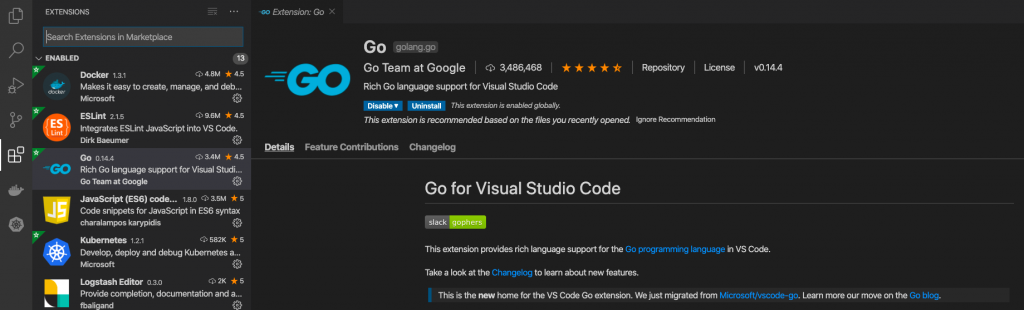 EXTENSIONS
Search Extensions in Marketplace
ENABLED 13
Docker 1.3.1 4.8M ★ 4.5
Makes it easy to create, manage, and deb...
Microsoft
ES
Lint
ESLint 2.1.5 9.6M ★ 4.5
Integrates ESLint JavaScript into VS Code.
Dirk Baeumer
GO
Go 0.14.4 3.4M ★ 4.5
Rich Go language support for Visual Studi...
Go Team at Google
JS
JavaScript (ES6) code... 1.8.0 3.5M ★ 5
Code snippets for JavaScript in ES6 syntax
charalampos karypidis
Kubernetes 1.2.1 582K ★ 5
Develop, deploy and debug Kubernetes a...
Microsoft
Logstash Editor 0.3.0 2K ★ 5
Provide completion, documentation and a...
fbaligand
GO Extension: Go
GO
Go golang.go
Go Team at Google 3,486,468 Repository License v0.14.4
Rich Go language support for Visual Studio Code
Disable Uninstall This extension is enabled globally.
This extension is recommended based on the files you recently opened. Ignore Recommendation
Details Feature Contributions Changelog
Go for Visual Studio Code
slack gophers
This extension provides rich language support for the Go programming language in VS Code.
Take a look at the Changelog to learn about new features.
This is the new home for the VS Code Go extension. We just migrated from Microsoft/vscode-go. Learn more our move on the Go blog.